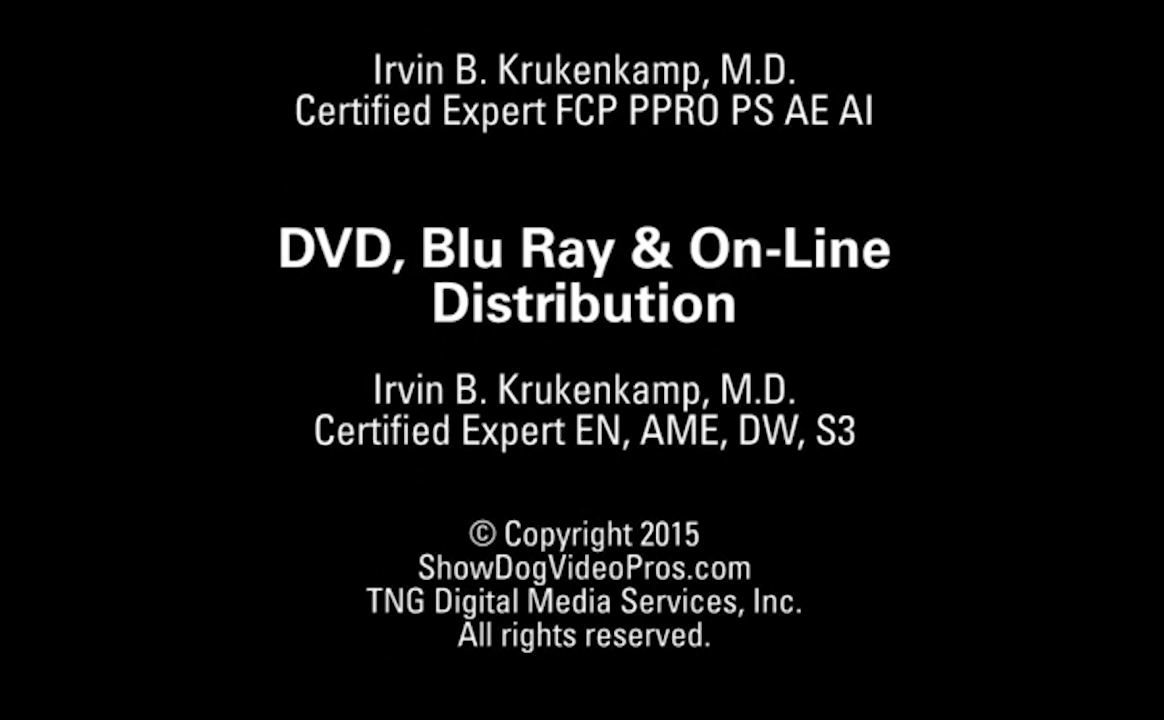 Irvin B. Krukenkamp, M.D.
Certified Expert FCP PPRO PS AE AI
DVD, Blu Ray & On-Line
Distribution
Irvin B. Krukenkamp, M.D.
Certified Expert EN, AME, DW, S3
© Copyright 2015
ShowDogVideoPros.com
TNG Digital Media Services, Inc.
All rights reserved.